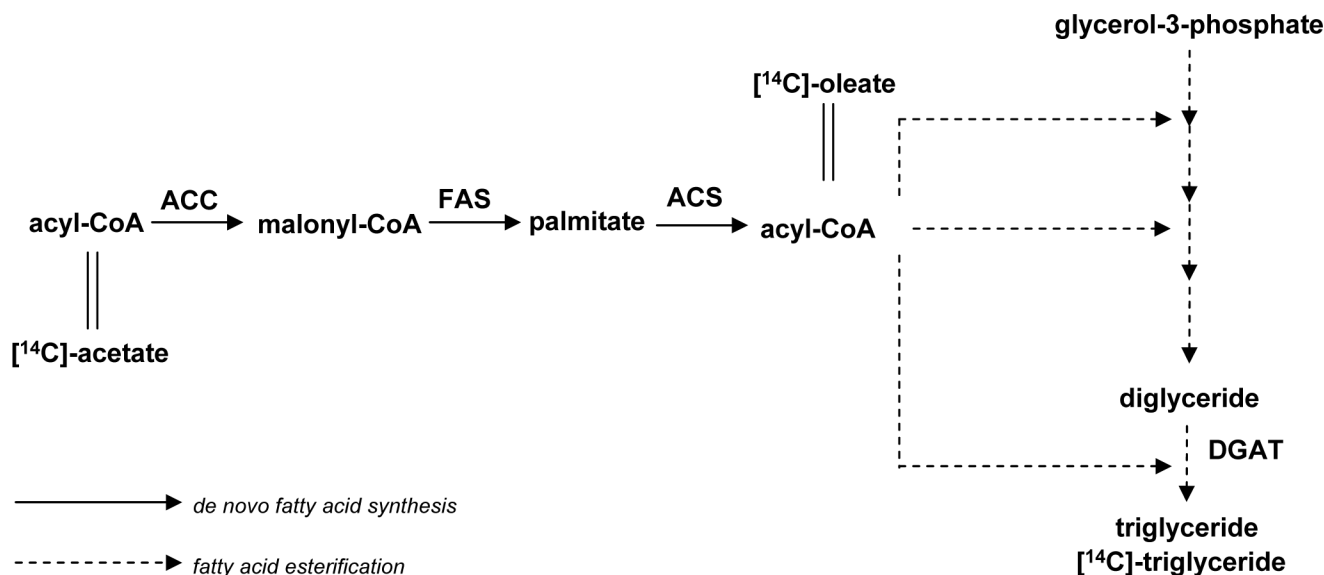 glycerol-3-phosphate
[¹⁴C]-oleate
ACC
FAS
ACS
acyl-CoA
malonyl-CoA
palmitate
acyl-CoA
[¹⁴C]-acetate
diglyceride
DGAT
de novo fatty acid synthesis
triglyceride
[¹⁴C]-triglyceride
fatty acid esterification